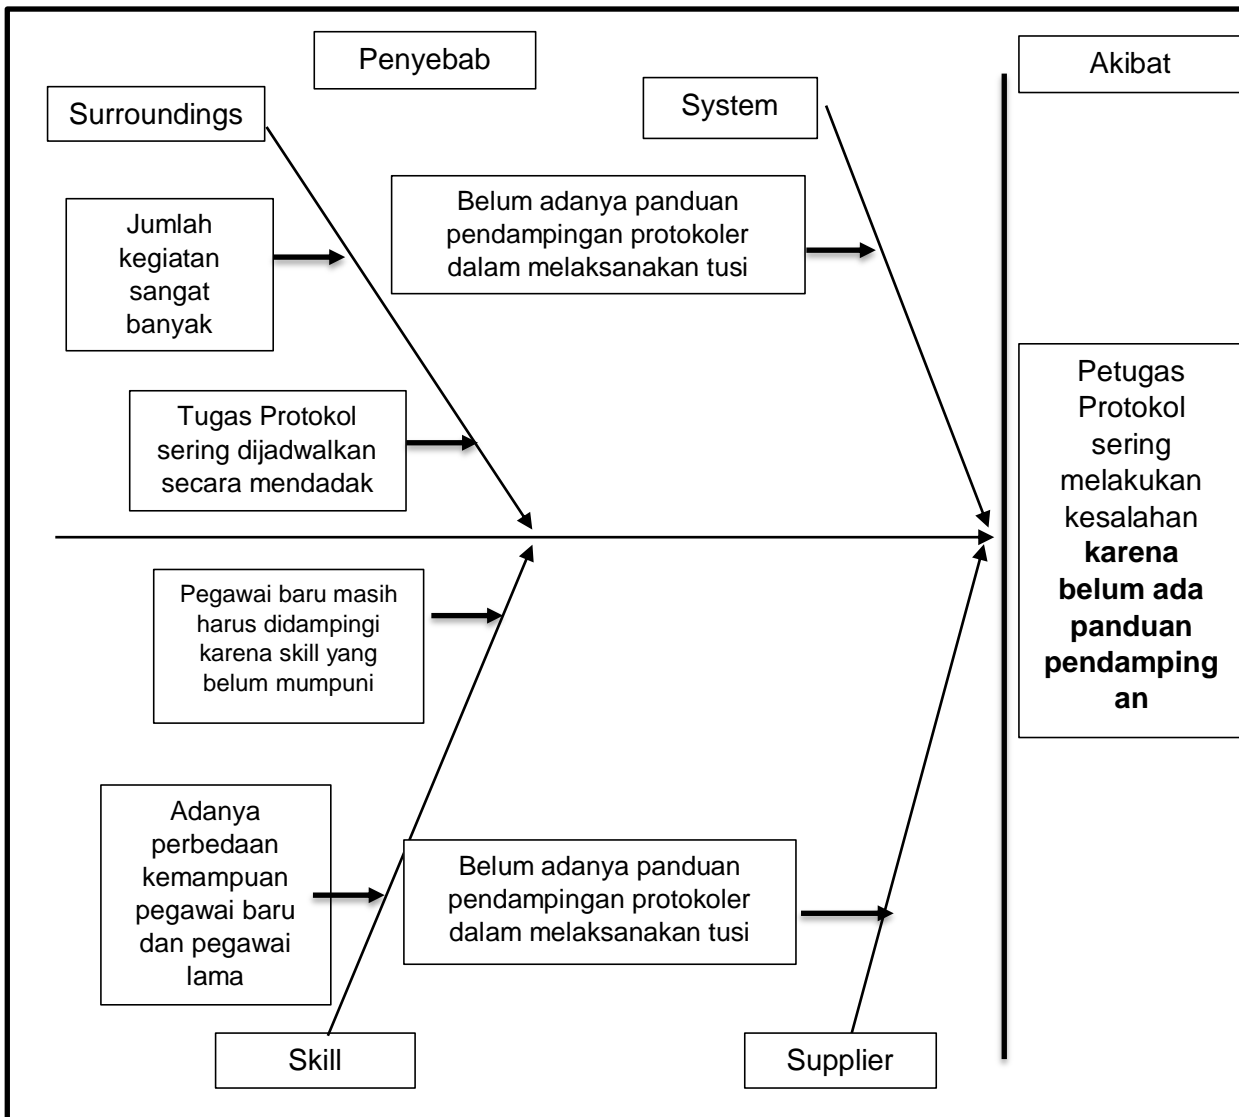 Penyebab
Akibat
Surroundings
System
Jumlah
kegiatan
sangat
banyak
Belum adanya panduan
pendampingan protokoler
dalam melaksanakan tusi
Tugas Protokol
sering dijadwalkan
secara mendadak
Petugas
Protokol
sering
melakukan
kesalahan
karena
belum ada
panduan
pendamping
an
Pegawai baru masih
harus didampingi
karena skill yang
belum mumpuni
Adanya
perbedaan
kemampuan
pegawai baru
dan pegawai
lama
Belum adanya panduan
pendampingan protokoler
dalam melaksanakan tusi
Skill
Supplier